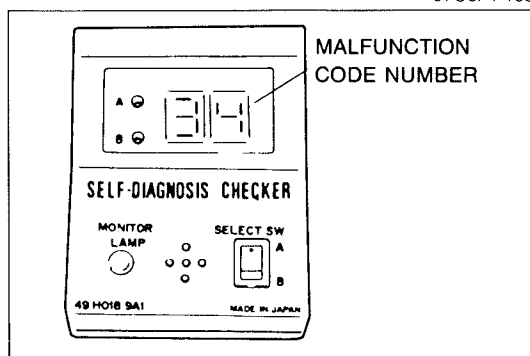 MALFUNCTION
CODE NUMBER
A
B
34
SELF-DIAGNOSIS CHECKER
MONITOR
LAMP
SELECT SW
A
B
49 H018 9A1
MADE IN JAPAN